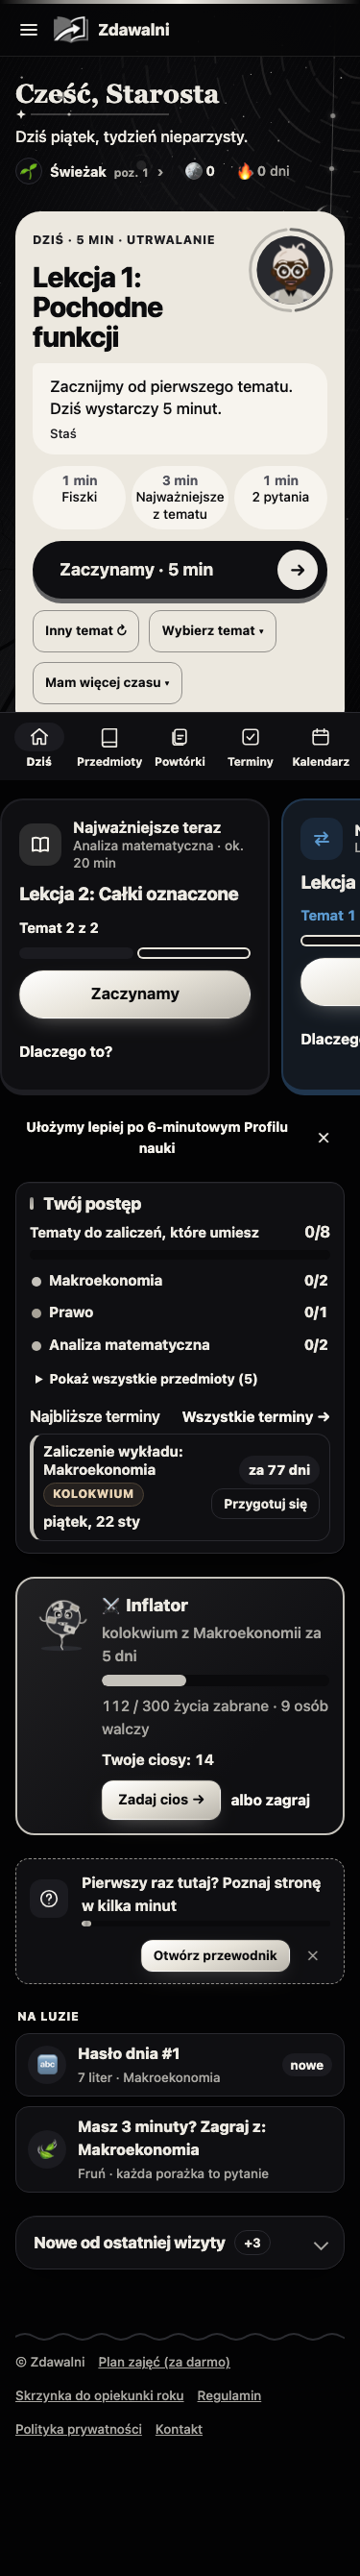 Zdawalni
Cześć, Starosta
Dziś piątek, tydzień nieparzysty.
Świeżak poz. 1 › 0 0 dni
DZIŚ · 5 MIN · UTRWALANIE
Lekcja 1:
Pochodne
funkcji
Zacznijmy od pierwszego tematu.
Dziś wystarczy 5 minut.
Staś
1 min
Fiszki
3 min
Najważniejsze
z tematu
1 min
2 pytania
Zaczynamy · 5 min →
Inny temat ↻
Wybierz temat ▾
Mam więcej czasu ▾
Dziś
Przedmioty
Powtórki
Terminy
Kalendarz
Najważniejsze teraz
Analiza matematyczna · ok.
20 min
Lekcja 2: Całki oznaczone
Temat 2 z 2
Zaczynamy
Dlaczego to?
Lekcja
Temat 1
Dlaczego
Ułożymy lepiej po 6-minutowym Profilu
nauki
×
Twój postęp
Tematy do zaliczeń, które umiesz 0/8
Makroekonomia 0/2
Prawo 0/1
Analiza matematyczna 0/2
▸ Pokaż wszystkie przedmioty (5)
Najbliższe terminy Wszystkie terminy →
Zaliczenie wykładu:
Makroekonomia
KOLOKWIUM
piątek, 22 sty
za 77 dni
Przygotuj się
⚔ Inflator
kolokwium z Makroekonomii za
5 dni
112 / 300 życia zabrane · 9 osób
walczy
Twoje ciosy: 14
Zadaj cios → albo zagraj
Pierwszy raz tutaj? Poznaj stronę
w kilka minut
Otwórz przewodnik ×
NA LUZIE
abc
Hasło dnia #1
7 liter · Makroekonomia
nowe
Masz 3 minuty? Zagraj z:
Makroekonomia
Fruń · każda porażka to pytanie
Nowe od ostatniej wizyty +3
© Zdawalni Plan zajęć (za darmo)
Skrzynka do opiekunki roku Regulamin
Polityka prywatności Kontakt